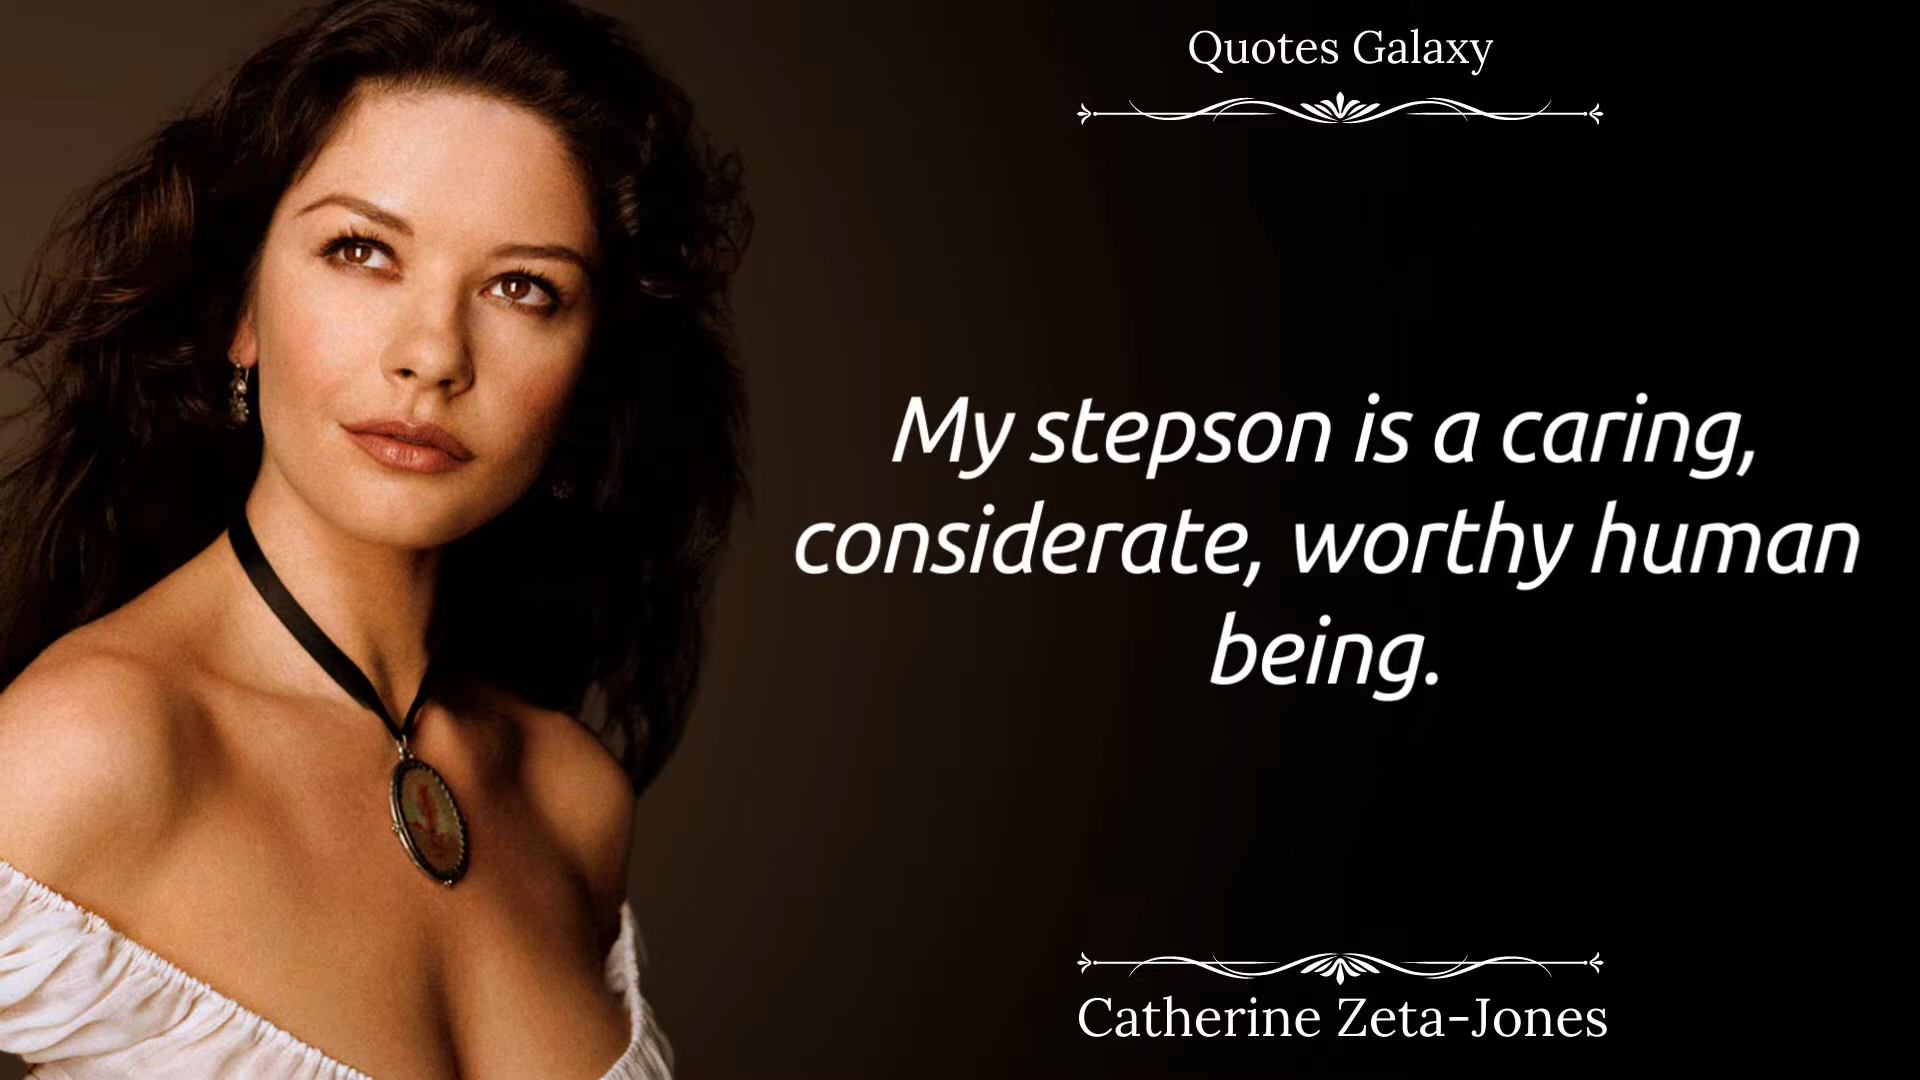 Quotes Galaxy
My stepson is a caring,
considerate, worthy human
being.
Catherine Zeta-Jones